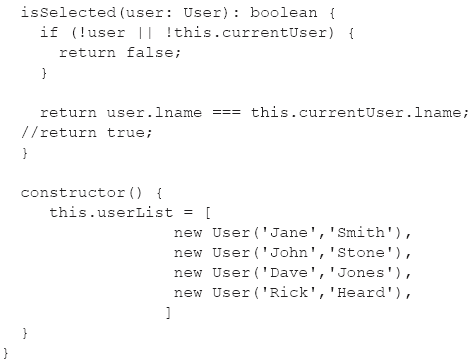 isSelected(user: User): boolean {
if (!user || !this.currentUser) {
return false;
}
return user.lname === this.currentUser.lname;
//return true;
}
constructor() {
this.userList = [
new User('Jane','Smith'),
new User('John','Stone'),
new User('Dave','Jones'),
new User('Rick','Heard'),
]
}
}